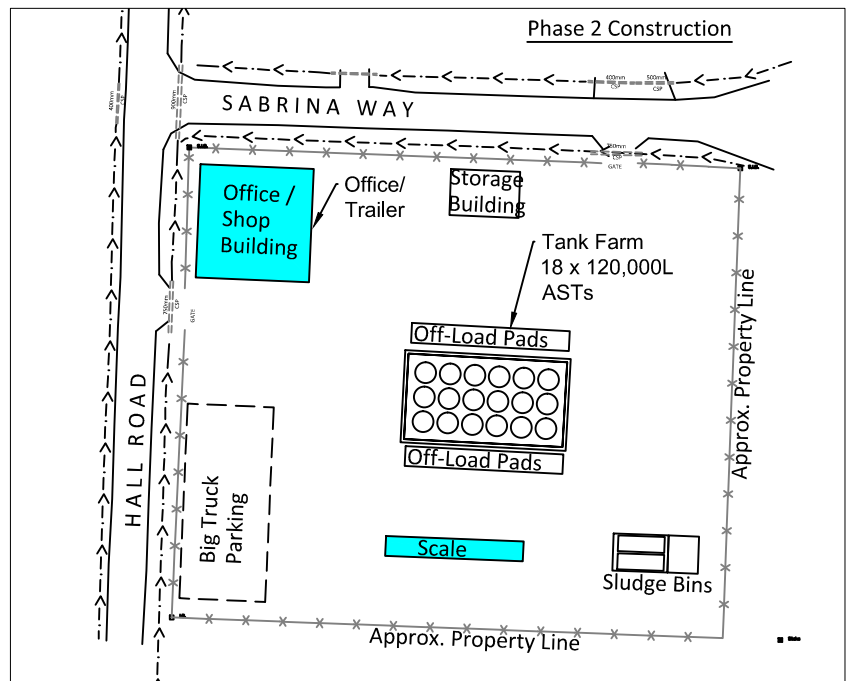 Phase 2 Construction
400mm
CSP
500mm
CSP
400mm
CSP
900mm
CSP
SABRINA WAY
CSP
GATE
Office /
Shop
Building
Office/
Trailer
Storage
Building
Tank Farm
18 x 120,000L
ASTs
750mm
CSP
GATE
Off-Load Pads
Off-Load Pads
Approx. Property Line
HALL ROAD
Big Truck
Parking
Scale
Sludge Bins
Approx. Property Line